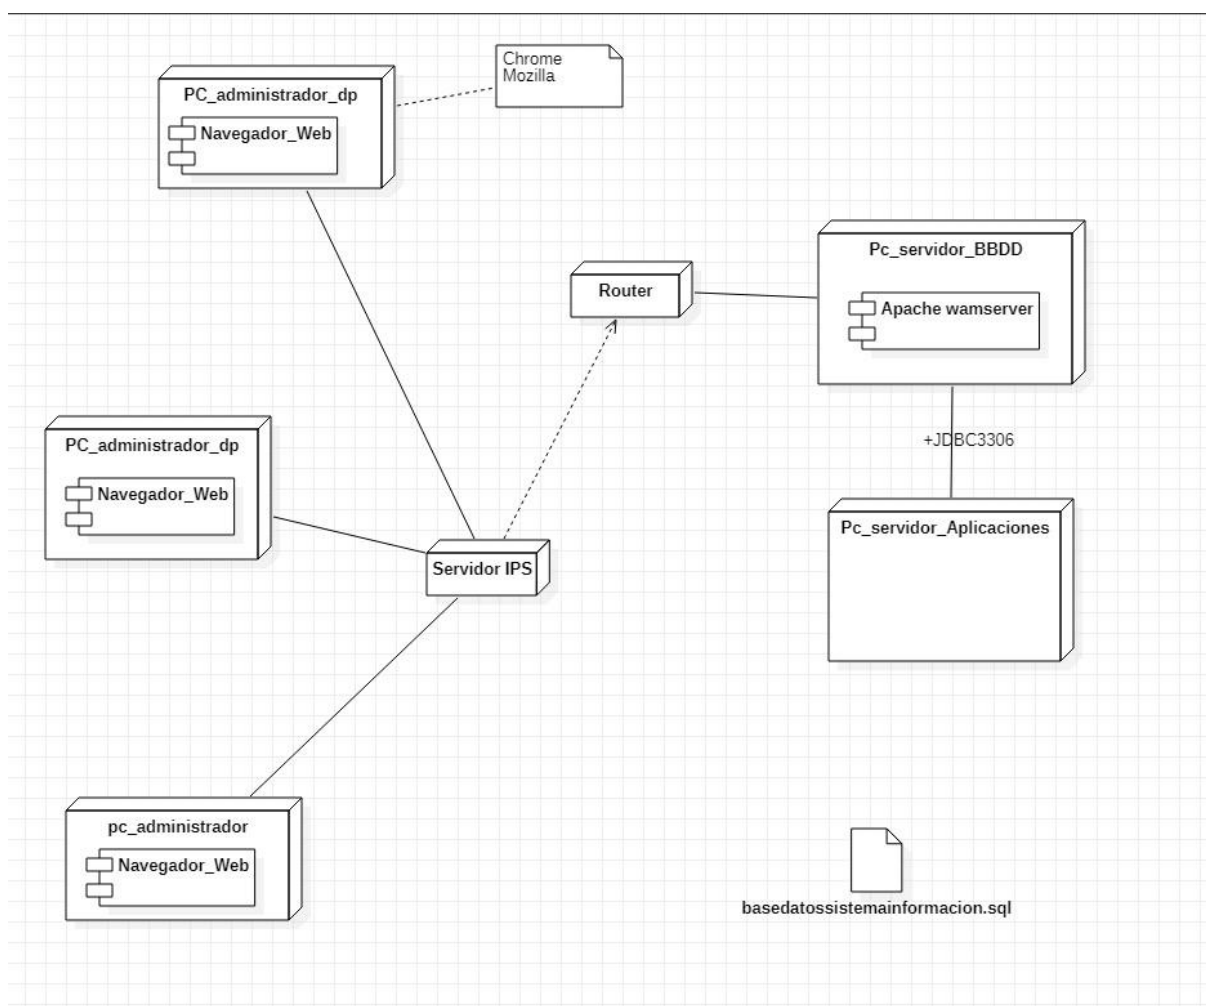 Chrome
Mozilla
PC_administrador_dp
Navegador_Web
Pc_servidor_BBDD
Router
Apache wamserver
+JDBC3306
PC_administrador_dp
Navegador_Web
Pc_servidor_Aplicaciones
Servidor IPS
pc_administrador
Navegador_Web
basedatossistemainformacion.sql